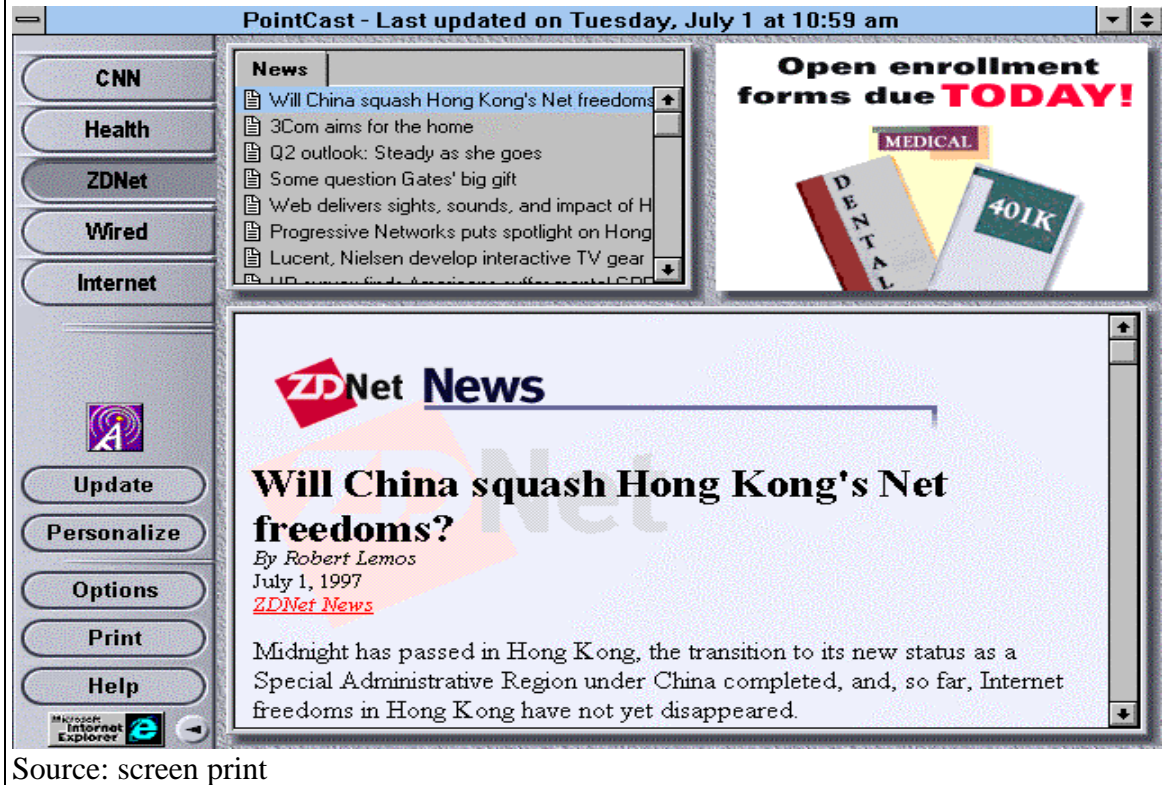 PointCast - Last updated on Tuesday, July 1 at 10:59 am
CNN
Health
ZDNet
Wired
Internet
Update
Personalize
Options
Print
Help
Microsoft
Internet
Explorer
News
Will China squash Hong Kong's Net freedoms
3Com aims for the home
Q2 outlook: Steady as she goes
Some question Gates' big gift
Web delivers sights, sounds, and impact of H
Progressive Networks puts spotlight on Hong
Lucent, Nielsen develop interactive TV gear
Open enrollment
forms due TODAY!
MEDICAL
DENTAL
401K
ZDNet News
ZDNet
Will China squash Hong Kong's Net
freedoms?
By Robert Lemos
July 1, 1997
ZDNet News
Midnight has passed in Hong Kong, the transition to its new status as a
Special Administrative Region under China completed, and, so far, Internet
freedoms in Hong Kong have not yet disappeared.
Source: screen print